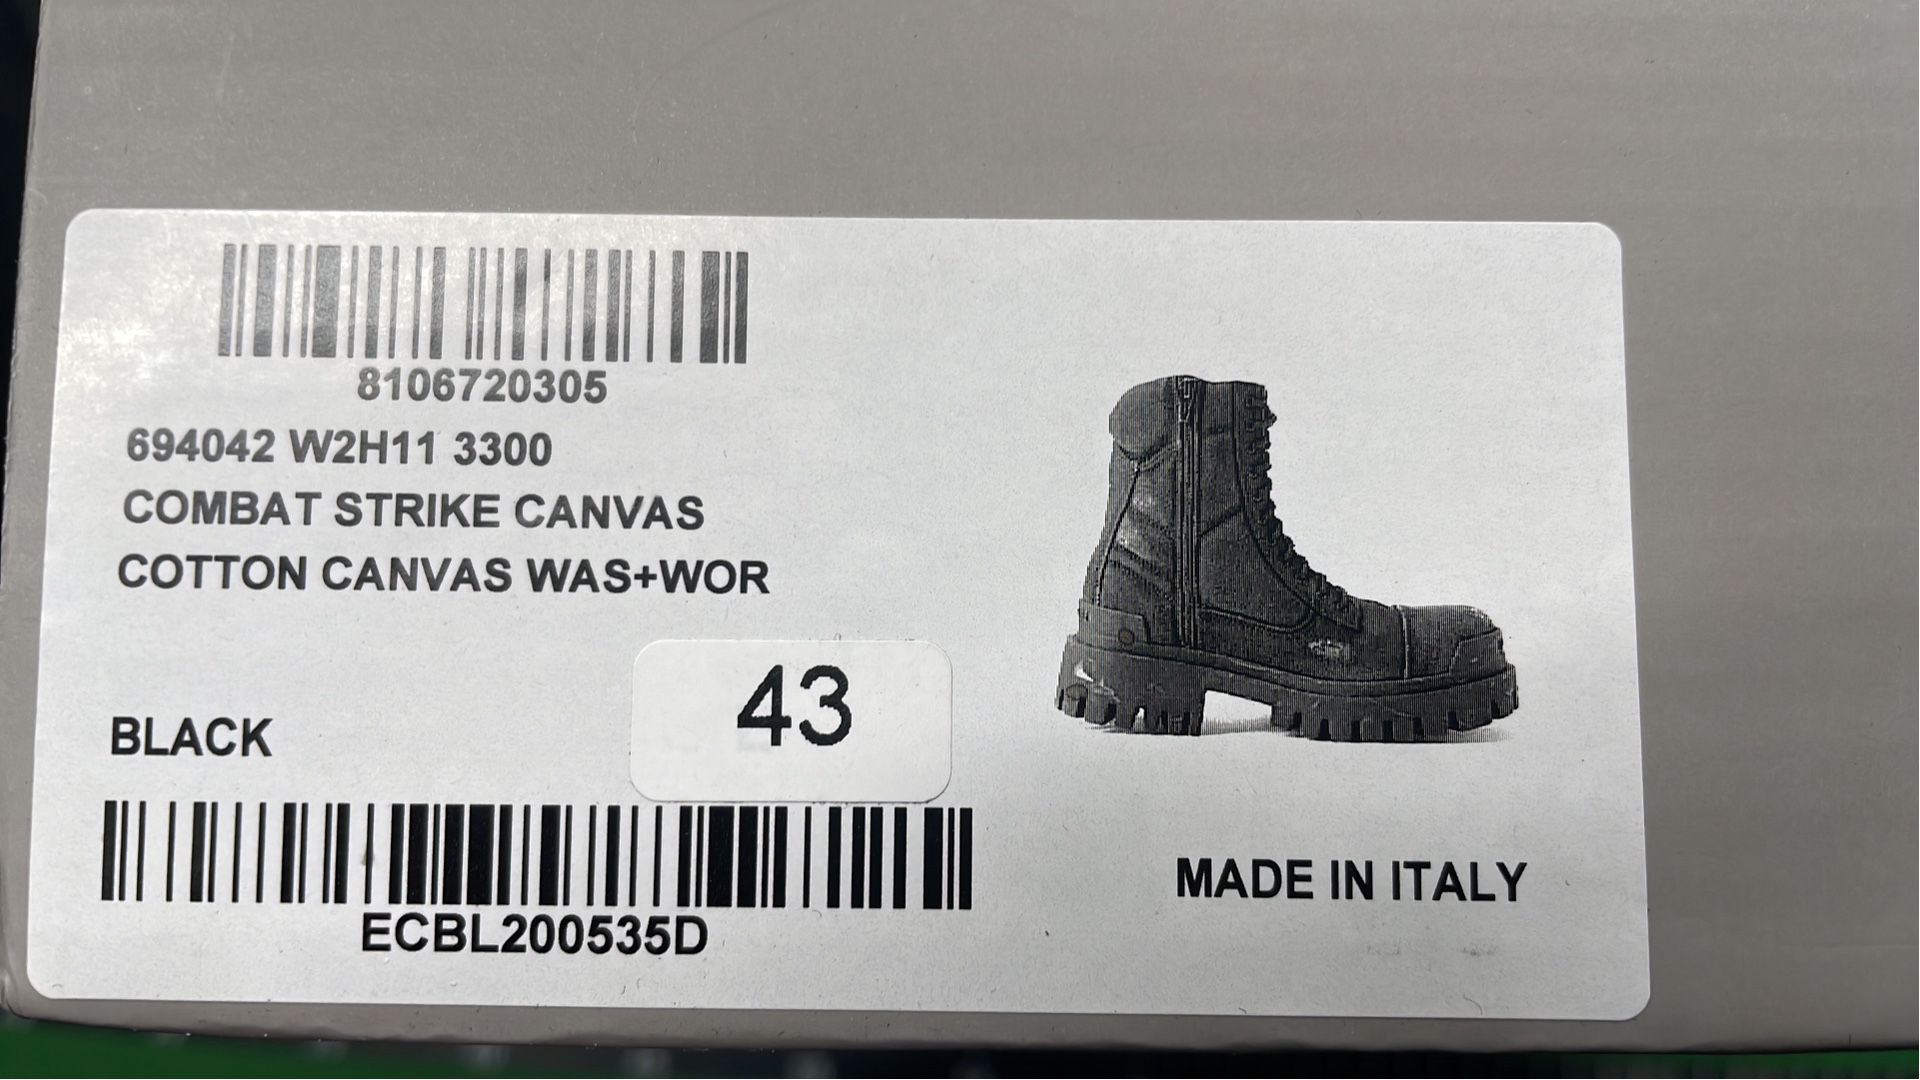 8106720305
694042 W2H11 3300
COMBAT STRIKE CANVAS
COTTON CANVAS WAS+WOR
43
BLACK
ECBL200535D
MADE IN ITALY